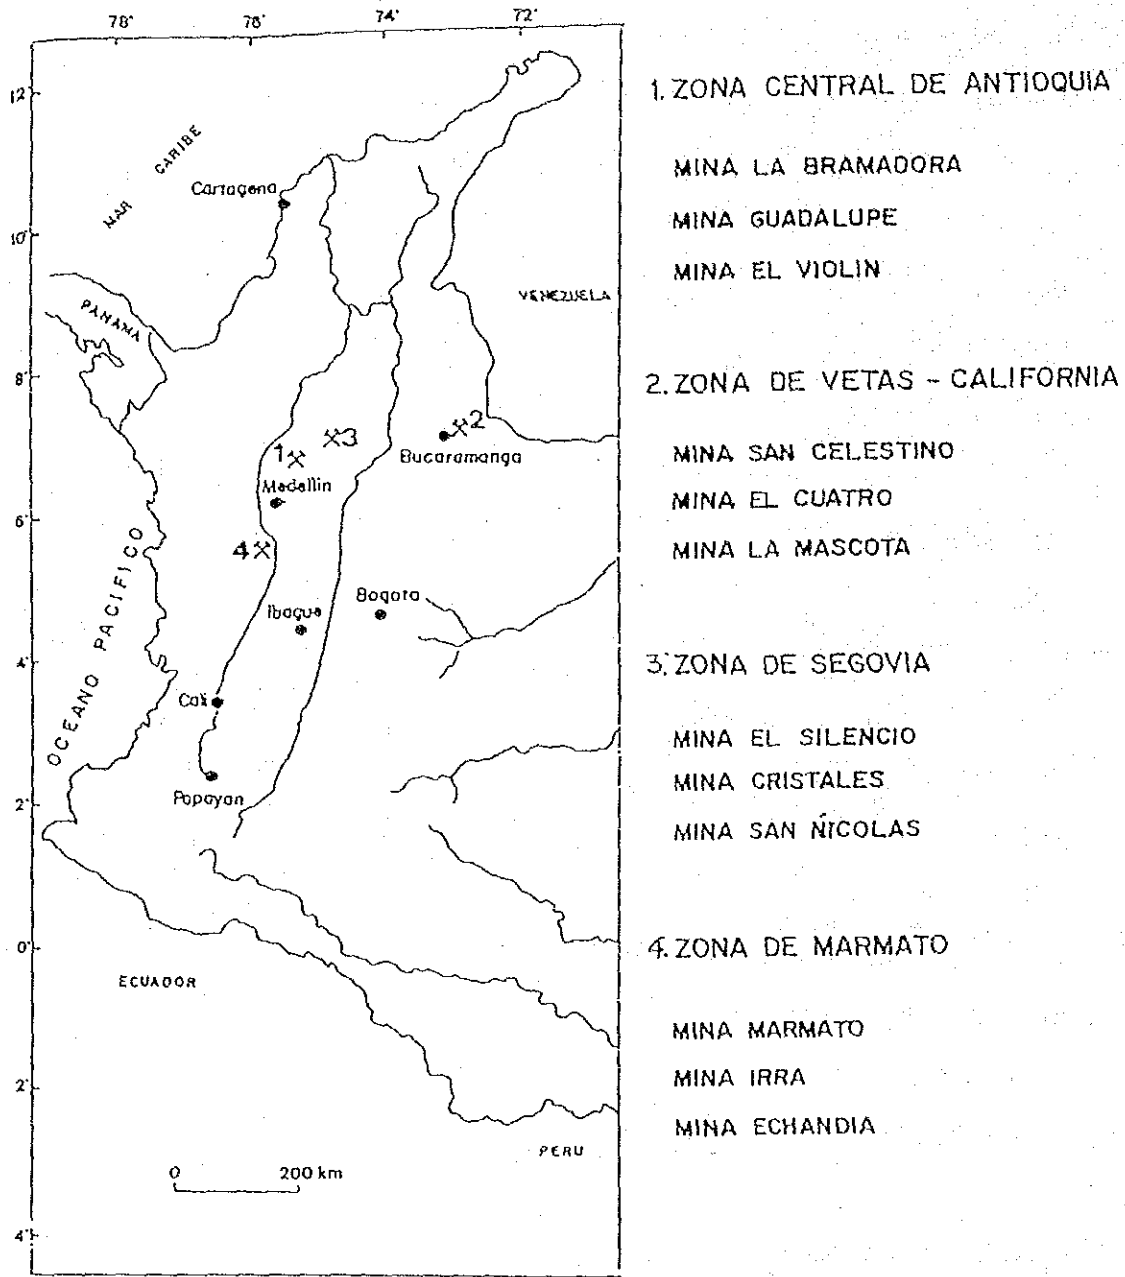 78° 76° 74° 72°
12°
10°
8°
6°
4°
2°
0°
2°
4°
MAR CARIBE
Cartagena
PANAMA
VENEZUELA
2
1
3
Bucaramanga
Medellin
4
OCEANO PACIFICO
Ibague
Bogota
Cali
Popayan
ECUADOR
PERU
0 200 km
1. ZONA CENTRAL DE ANTIOQUIA
MINA LA BRAMADORA
MINA GUADALUPE
MINA EL VIOLIN
2. ZONA DE VETAS - CALIFORNIA
MINA SAN CELESTINO
MINA EL CUATRO
MINA LA MASCOTA
3. ZONA DE SEGOVIA
MINA EL SILENCIO
MINA CRISTALES
MINA SAN NICOLAS
4. ZONA DE MARMATO
MINA MARMATO
MINA IRRA
MINA ECHANDIA